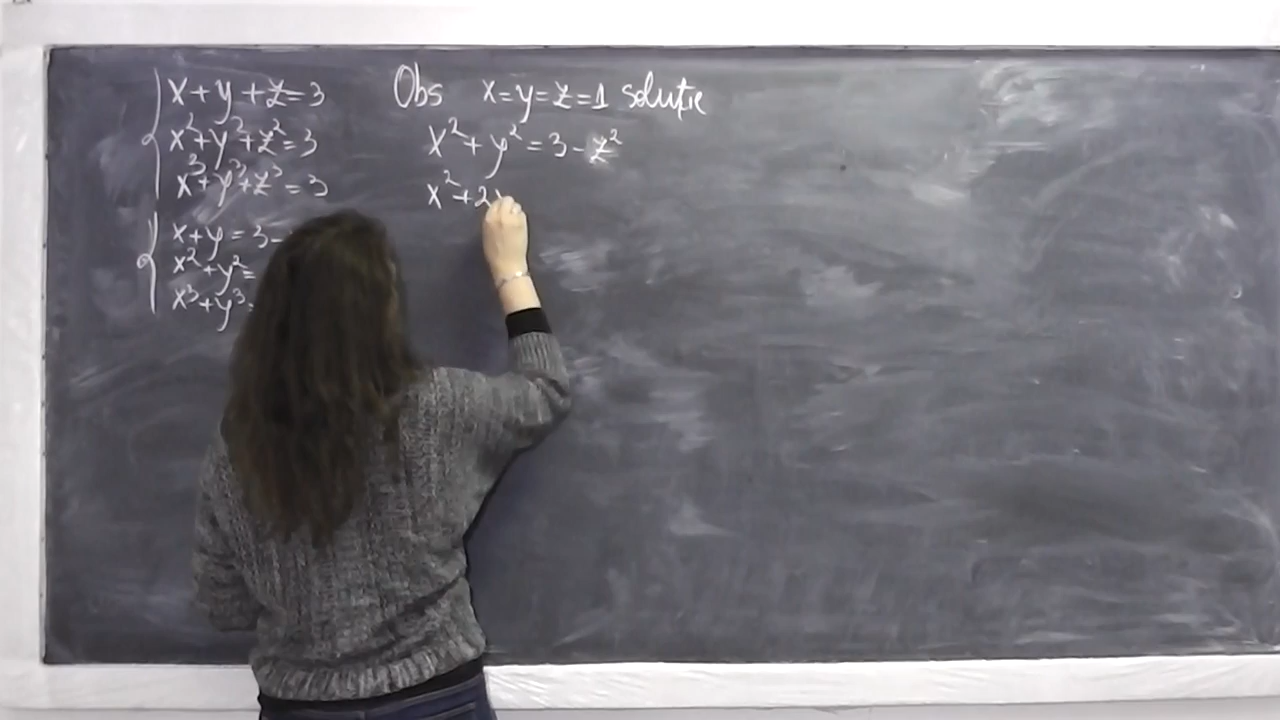 x+y+z=3
x²+y²+z²=3
x³+y³+z³=3
x+y=3-
x²+y²=
x³+y³=
Obs x=y=z=1 soluție
x²+y²=3-z²
x²+2